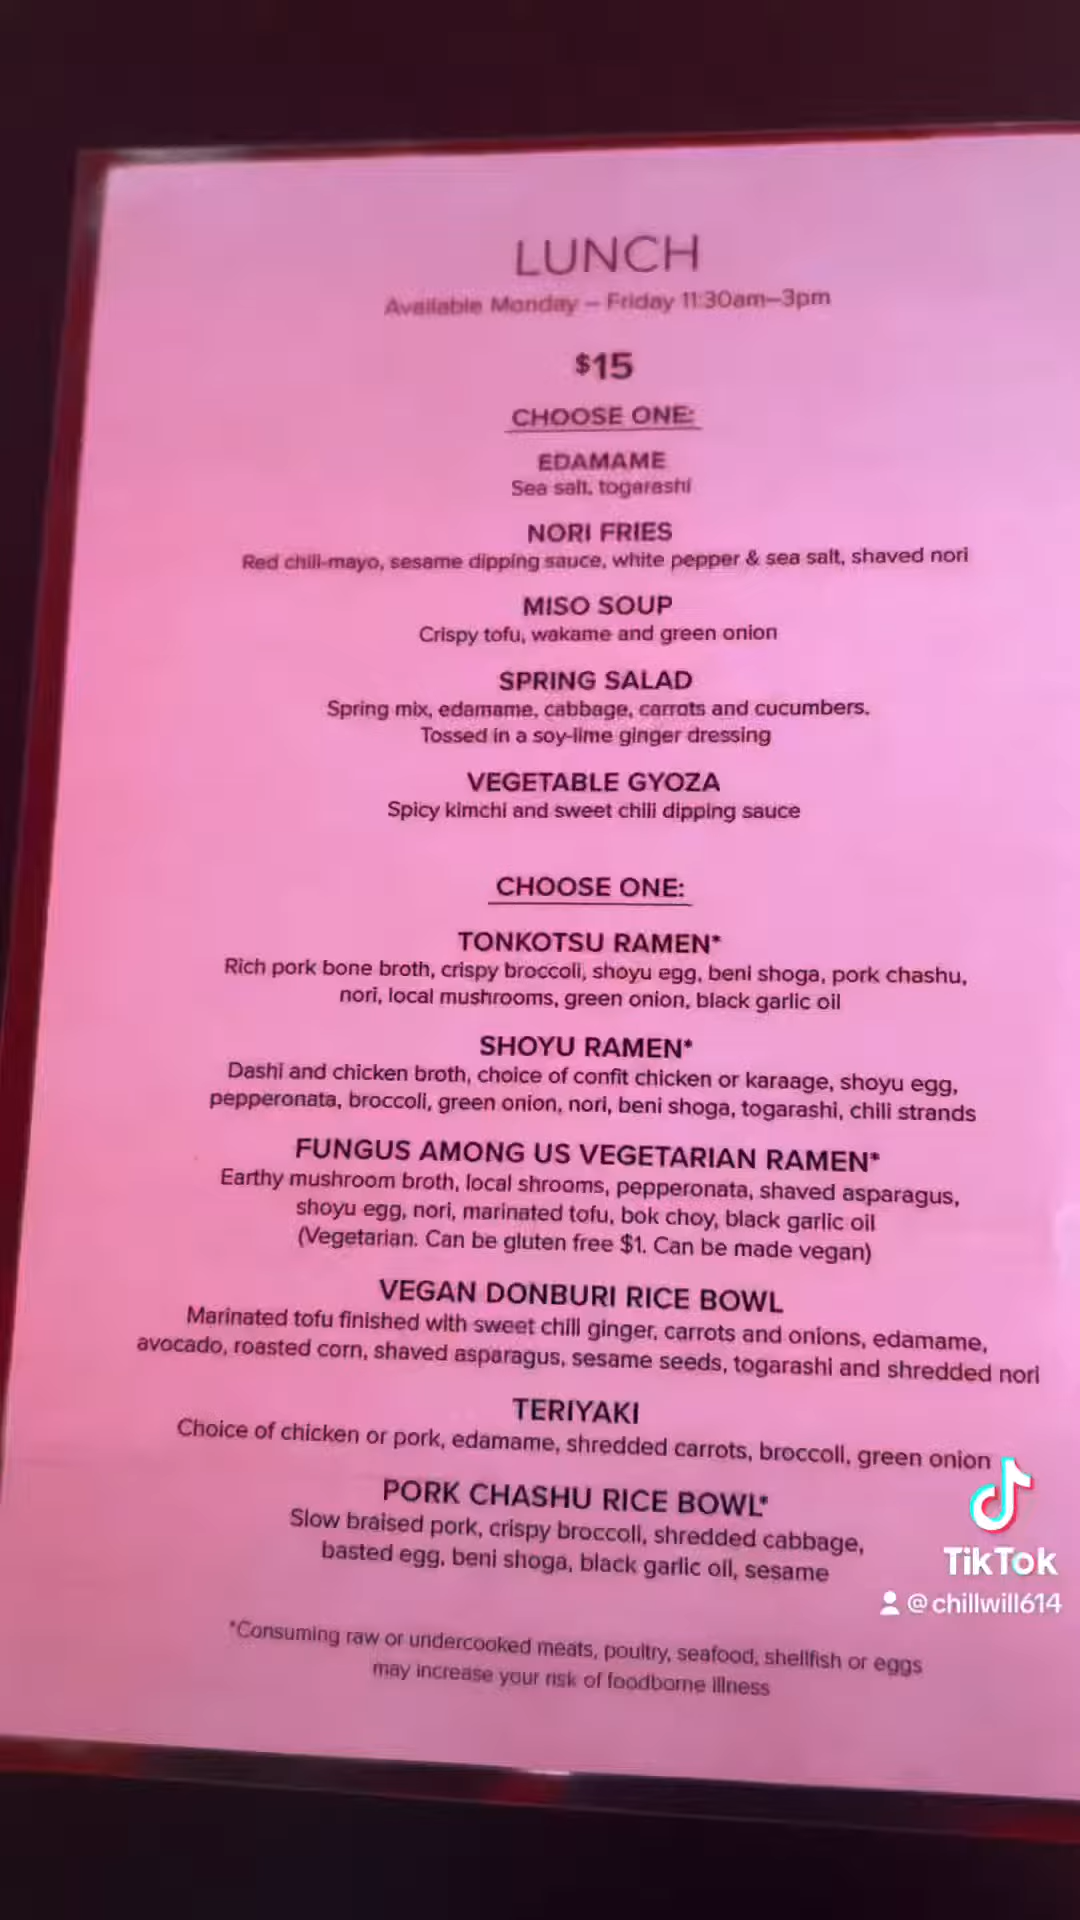 LUNCH
Available Monday – Friday 11:30am–3pm
$15
CHOOSE ONE:
EDAMAME
Sea salt, togarashi
NORI FRIES
Red chili-mayo, sesame dipping sauce, white pepper & sea salt, shaved nori
MISO SOUP
Crispy tofu, wakame and green onion
SPRING SALAD
Spring mix, edamame, cabbage, carrots and cucumbers.
Tossed in a soy-lime ginger dressing
VEGETABLE GYOZA
Spicy kimchi and sweet chili dipping sauce
CHOOSE ONE:
TONKOTSU RAMEN*
Rich pork bone broth, crispy broccoli, shoyu egg, beni shoga, pork chashu,
nori, local mushrooms, green onion, black garlic oil
SHOYU RAMEN*
Dashi and chicken broth, choice of confit chicken or karaage, shoyu egg,
pepperonata, broccoli, green onion, nori, beni shoga, togarashi, chili strands
FUNGUS AMONG US VEGETARIAN RAMEN*
Earthy mushroom broth, local shrooms, pepperonata, shaved asparagus,
shoyu egg, nori, marinated tofu, bok choy, black garlic oil
(Vegetarian. Can be gluten free $1. Can be made vegan)
VEGAN DONBURI RICE BOWL
Marinated tofu finished with sweet chili ginger, carrots and onions, edamame,
avocado, roasted corn, shaved asparagus, sesame seeds, togarashi and shredded nori
TERIYAKI
Choice of chicken or pork, edamame, shredded carrots, broccoli, green onion
PORK CHASHU RICE BOWL*
Slow braised pork, crispy broccoli, shredded cabbage,
basted egg, beni shoga, black garlic oil, sesame
*Consuming raw or undercooked meats, poultry, seafood, shellfish or eggs
may increase your risk of foodborne illness
TikTok
@chillwill614